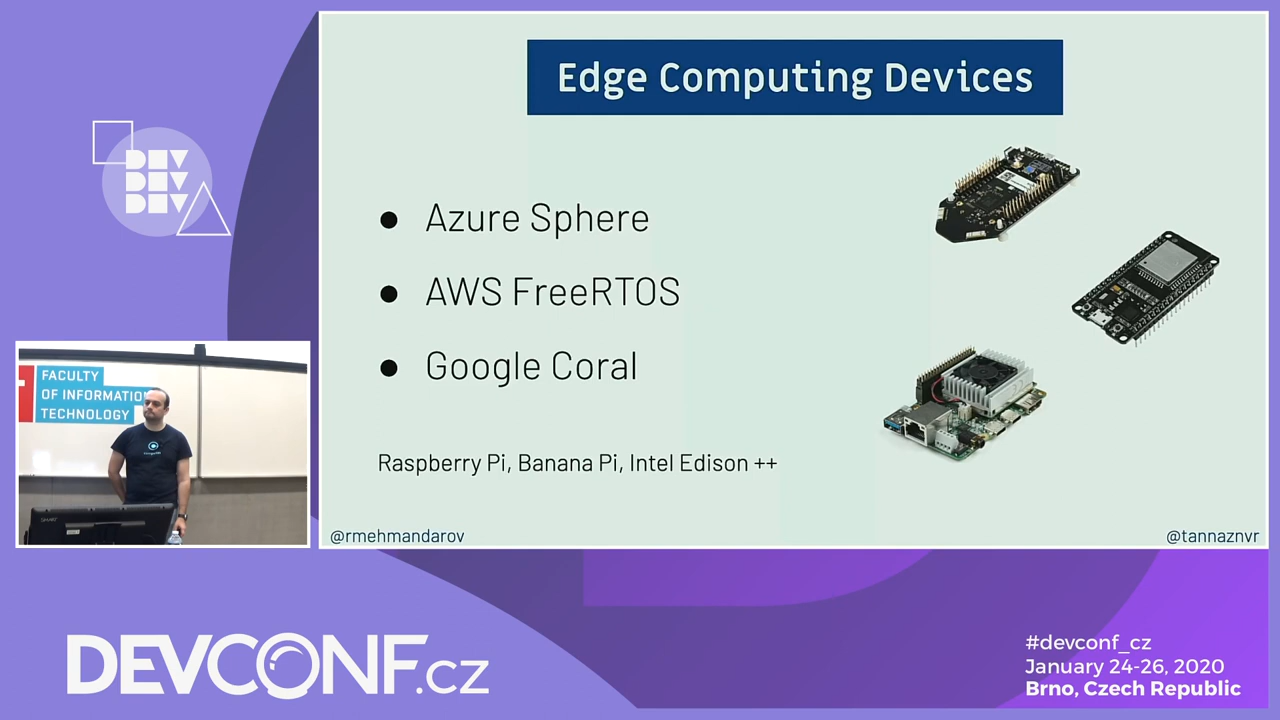 Edge Computing Devices
● Azure Sphere
● AWS FreeRTOS
● Google Coral
Raspberry Pi, Banana Pi, Intel Edison ++
@rmehmandarov
@tannaznvr
DEV
DEV
DEV
FACULTY
OF INFORMATIO
TECHNOLOGY
DEVCONF.cz
#devconf_cz
January 24-26, 2020
Brno, Czech Republic